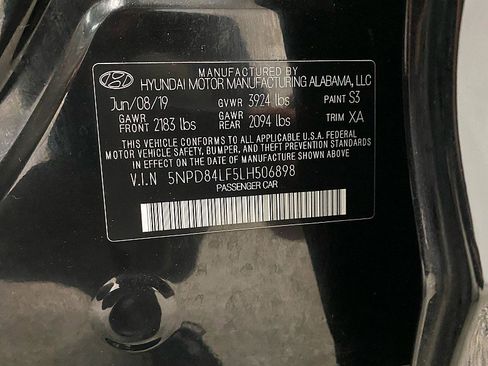 MANUFACTURED BY
HYUNDAI MOTOR MANUFACTURING ALABAMA, LLC
Jun/08/19 GVWR 3924 lbs PAINT S3
GAWR FRONT 2183 lbs GAWR REAR 2094 lbs TRIM XA
THIS VEHICLE CONFORMS TO ALL APPLICABLE U.S.A. FEDERAL
MOTOR VEHICLE SAFETY, BUMPER, AND THEFT PREVENTION STANDARDS
IN EFFECT ON THE DATE OF MANUFACTURE SHOWN ABOVE.
V.I.N 5NPD84LF5LH506898
PASSENGER CAR